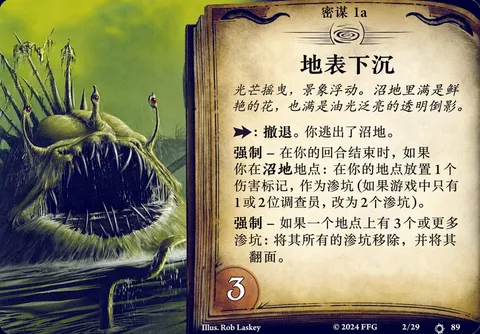 密谋 1a
地表下沉
光芒摇曳，景象浮动。沼地里满是鲜
艳的花，也满是油光泛亮的透明倒影。
：撤退。你逃出了沼地。
强制 – 在你的回合结束时，如果
你在沼地地点：在你的地点放置1个
伤害标记，作为渗坑(如果游戏中只有
1或2位调查员，改为2个渗坑)。
强制 – 如果一个地点上有3个或更多
渗坑：将其所有的渗坑移除，并将其
翻面。
3
Illus. Rob Laskey
© 2024 FFG
2/29
89